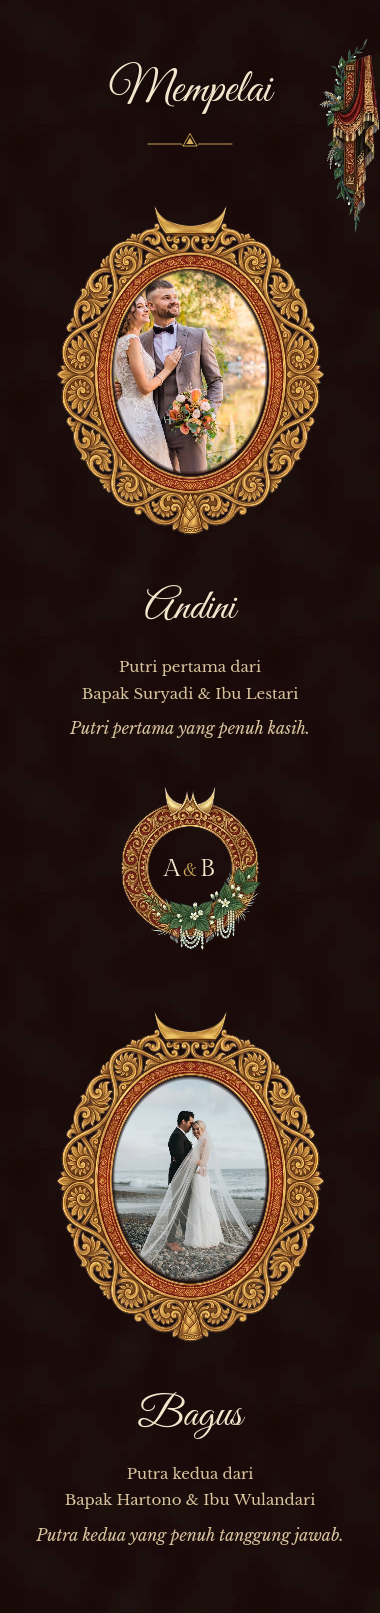 Mempelai
Andini
Putri pertama dari
Bapak Suryadi & Ibu Lestari
Putri pertama yang penuh kasih.
A & B
Bagus
Putra kedua dari
Bapak Hartono & Ibu Wulandari
Putra kedua yang penuh tanggung jawab.